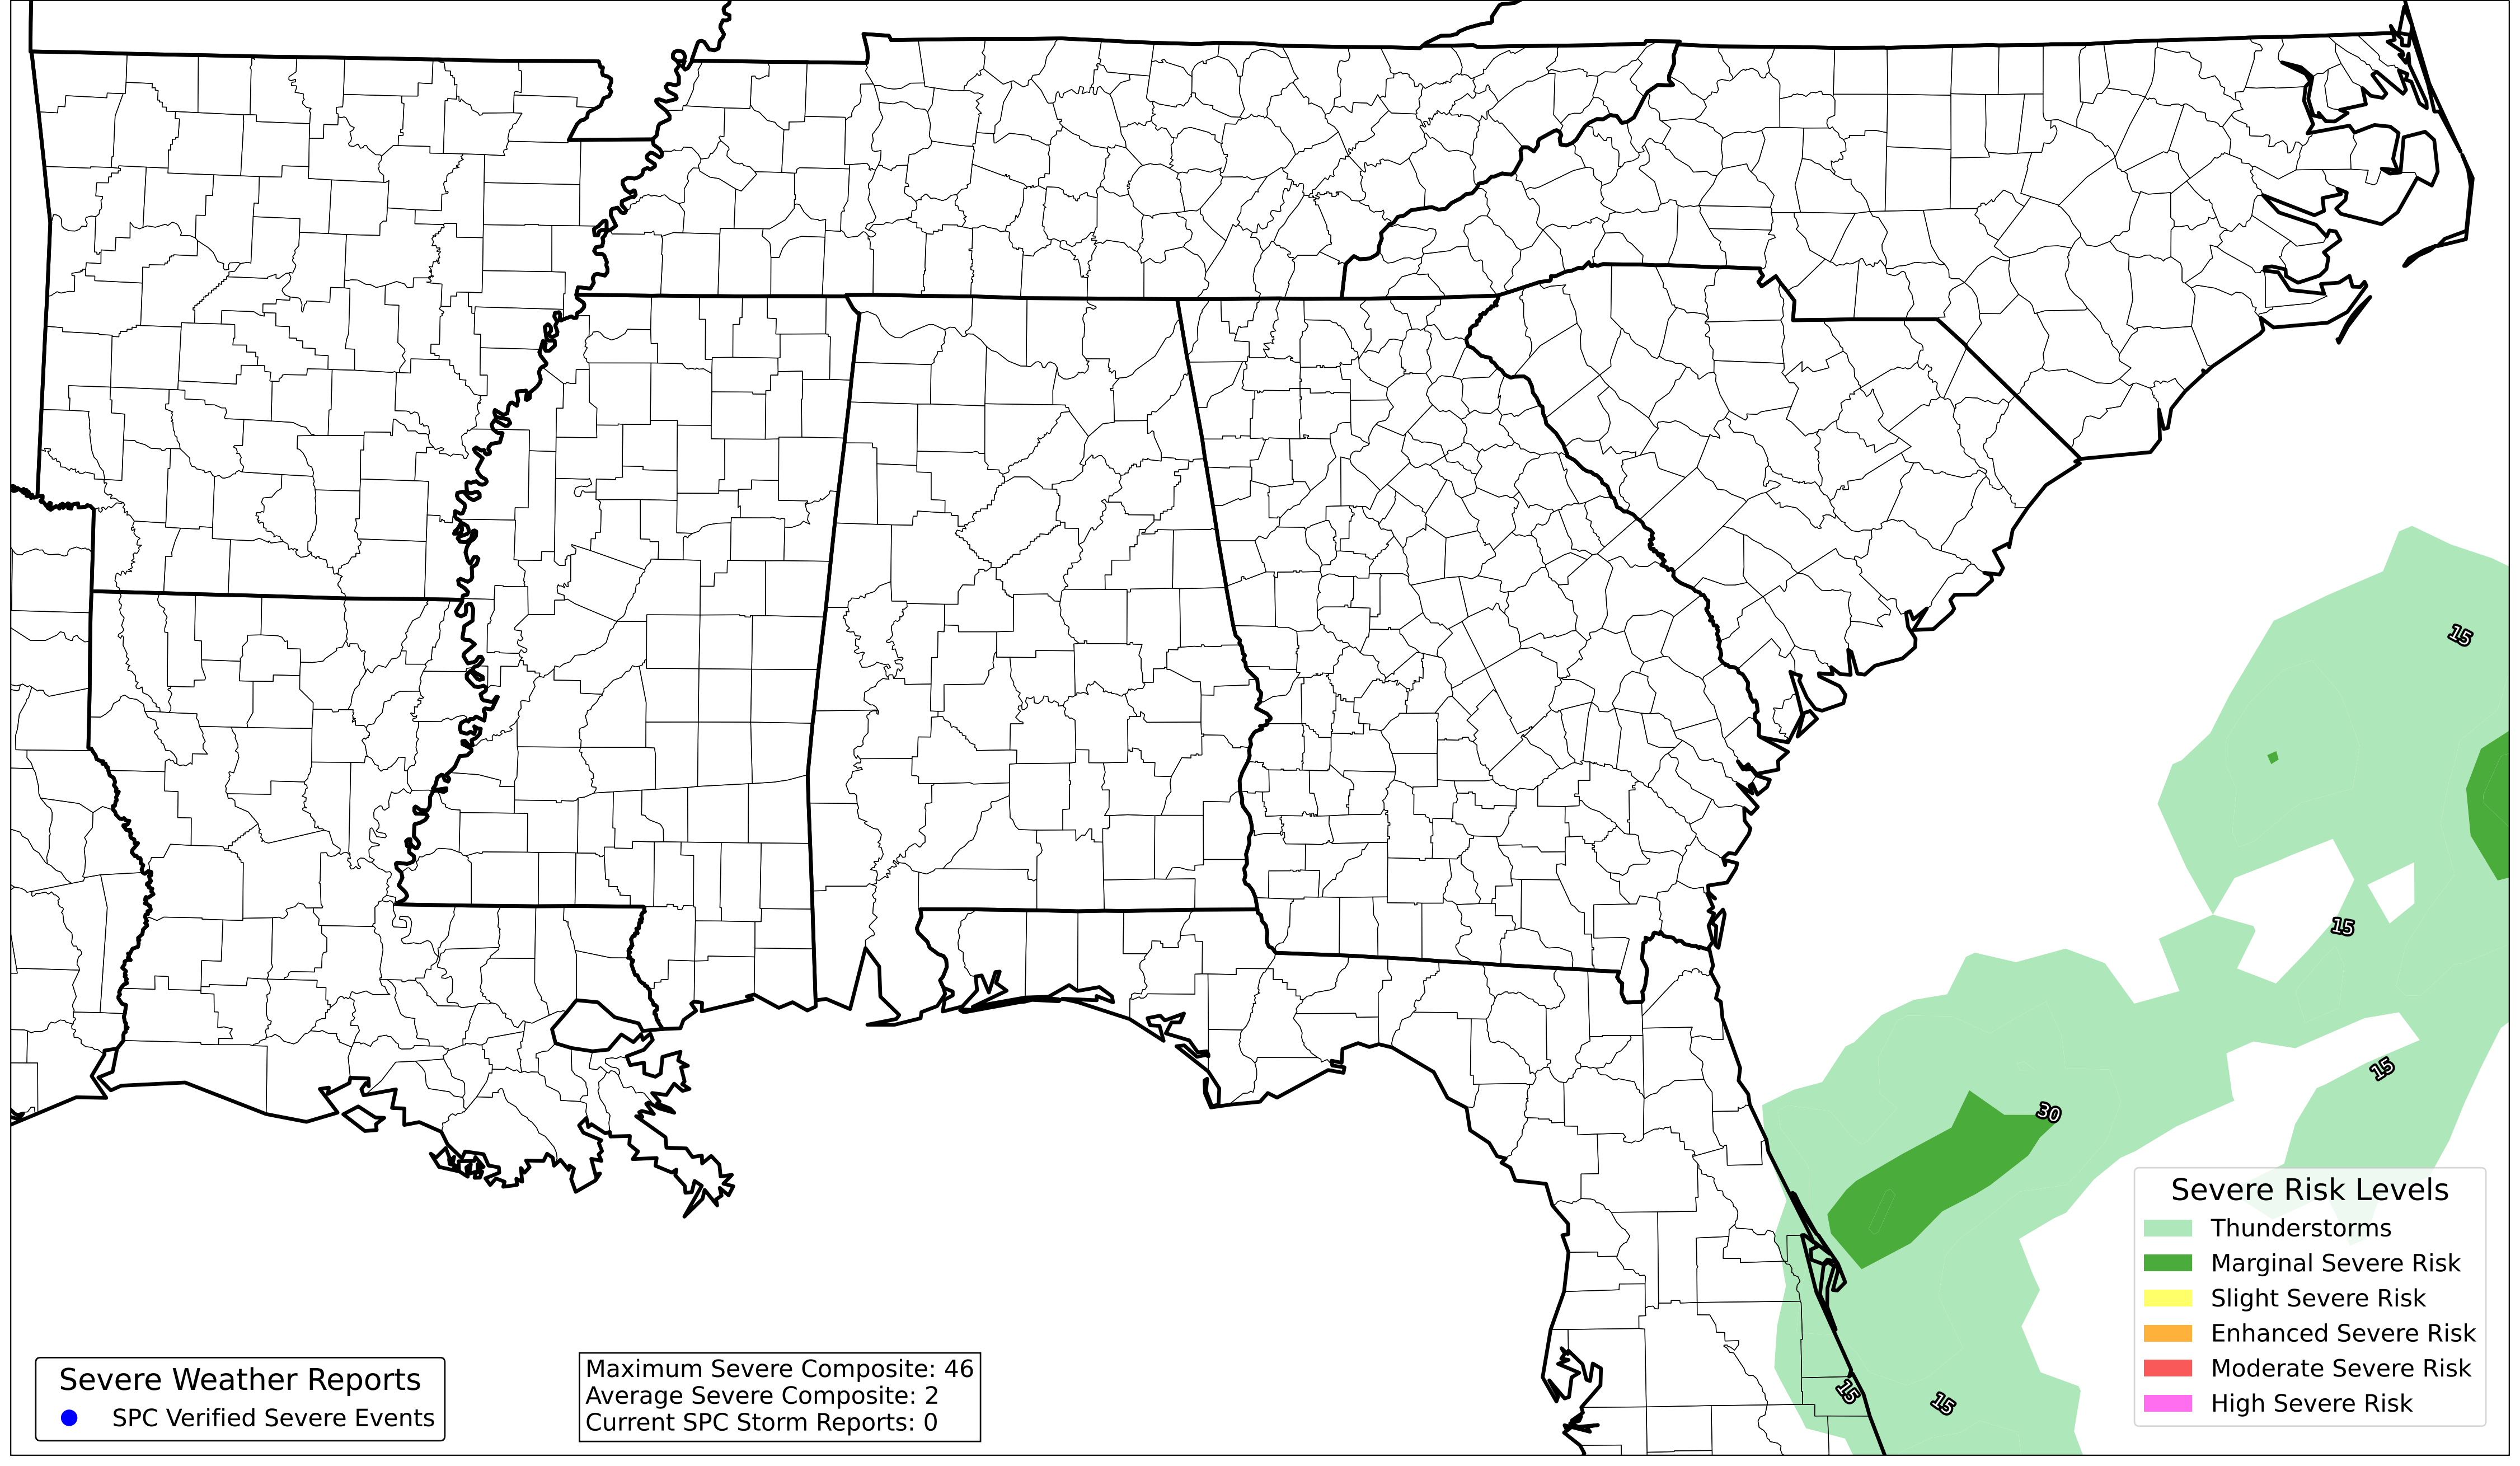 15
15
15
30
15
15
Severe Risk Levels
Thunderstorms
Marginal Severe Risk
Slight Severe Risk
Enhanced Severe Risk
Moderate Severe Risk
High Severe Risk
Severe Weather Reports
SPC Verified Severe Events
Maximum Severe Composite: 46
Average Severe Composite: 2
Current SPC Storm Reports: 0